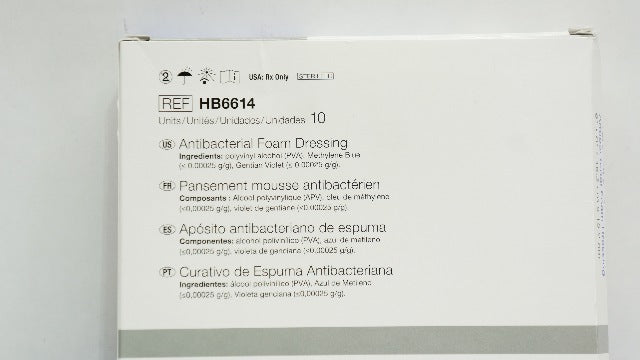 2 USA: Rx Only STERILE
REF HB6614
Units/Unités/Unidades/Unidades 10
US Antibacterial Foam Dressing
Ingredients: polyvinyl alcohol (PVA), Methylene Blue
(≤0.00025 g/g), Gentian Violet (≤ 0.00025 g/g).
FR Pansement mousse antibactérien
Composants : Alcool polyvinylique (APV), bleu de méthylène
(≤0,00025 g/g), violet de gentiane (≤0,00025 g/g).
ES Apósito antibacteriano de espuma
Componentes: alcohol polivinílico (PVA), azul de metileno
(≤0,00025 g/g), violeta de genciana (≤0,00025 g/g).
PT Curativo de Espuma Antibacteriana
Ingredientes: álcool polivinílico (PVA), Azul de Metileno
(≤0,00025 g/g), Violeta genciana (≤0,00025 g/g).